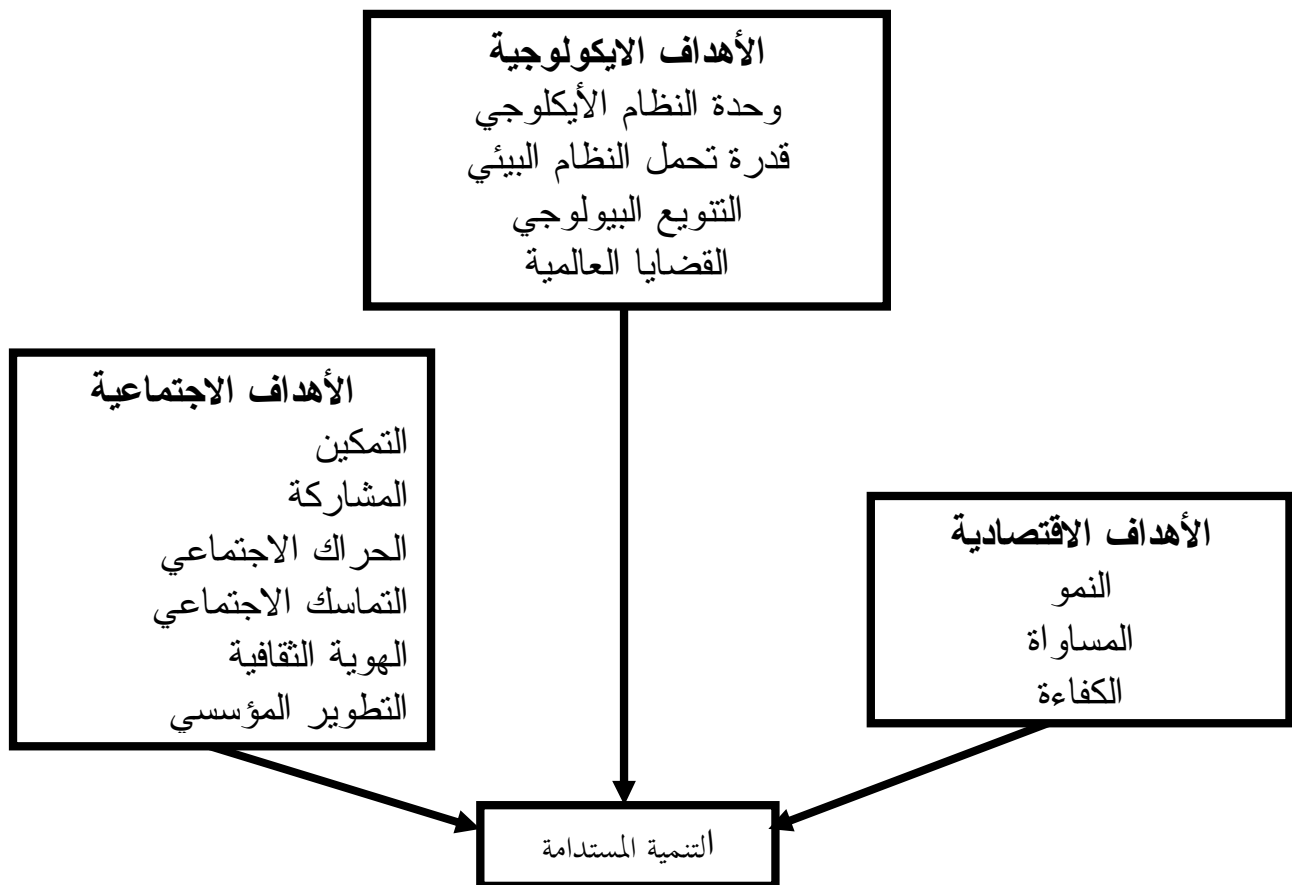 الأهداف الايكولوجية
وحدة النظام الأيكلوجي
قدرة تحمل النظام البيئي
التنويع البيولوجي
القضايا العالمية
الأهداف الاجتماعية
التمكين
المشاركة
الحراك الاجتماعي
التماسك الاجتماعي
الهوية الثقافية
التطوير المؤسسي
الأهداف الاقتصادية
النمو
المساواة
الكفاءة
التنمية المستدامة